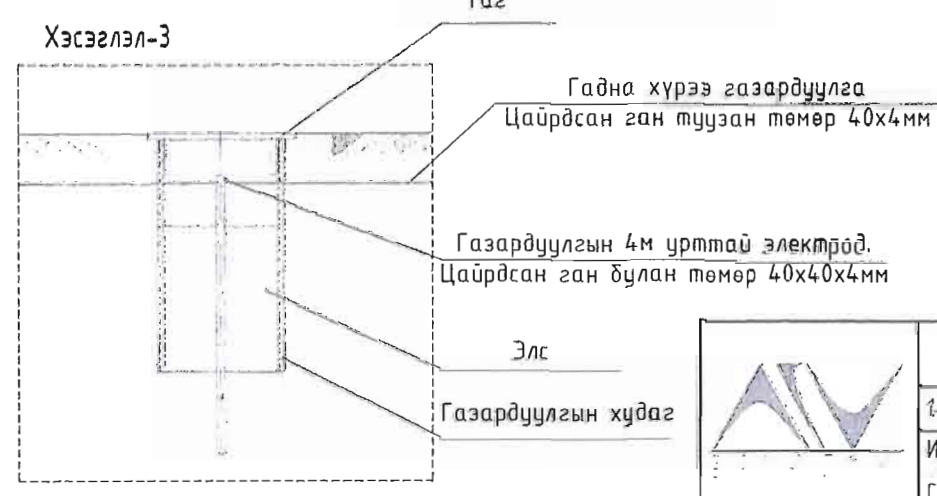 Таг
Хэсэглэл-3
Гадна хүрээ газардуулга
Цайрдсан ган туузан төмөр 40x4мм
Газардуулгын 4м урттай электрод.
Цайрдсан ган булан төмөр 40x40x4мм
Элс
Газардуулгын худаг